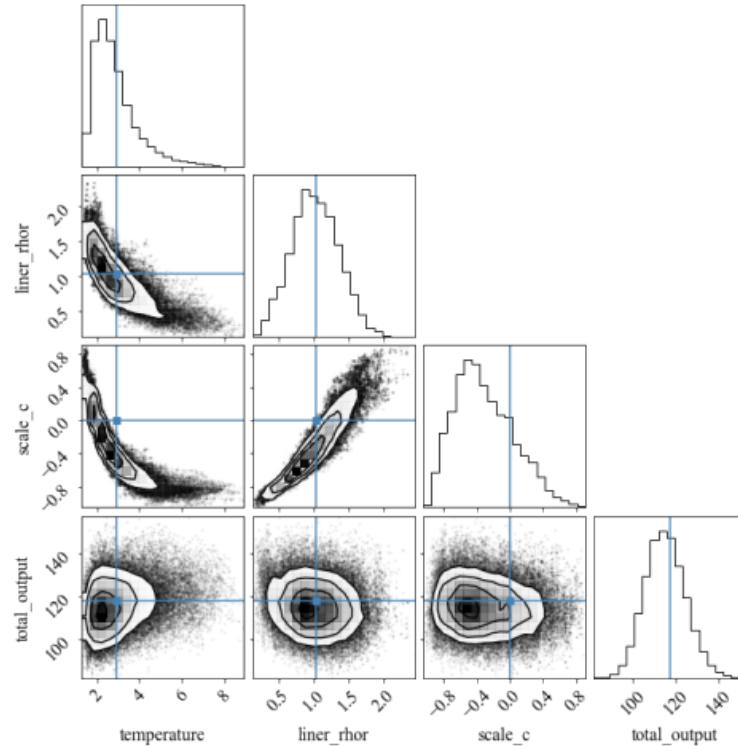 liner_rhor
2.0
1.5
1.0
0.5
scale_c
0.8
0.4
0.0
−0.4
−0.8
total_output
140
120
100
2 4 6 8
0.5 1.0 1.5 2.0
−0.8 −0.4 0.0 0.4 0.8
100 120 140
temperature liner_rhor scale_c total_output